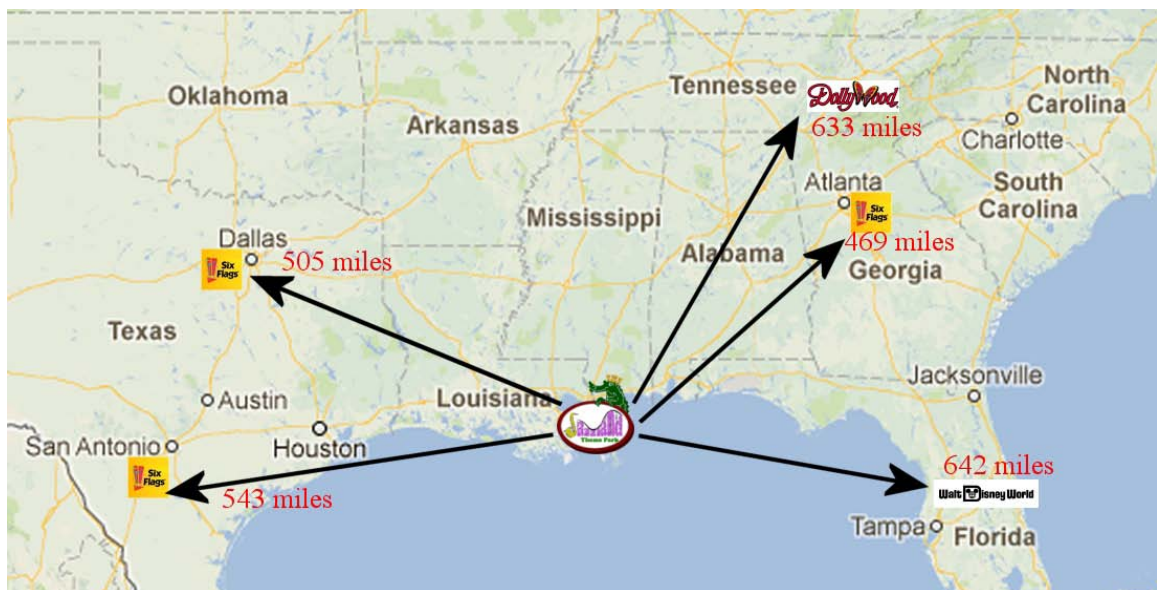 Oklahoma
Arkansas
Tennessee
Dollywood
633 miles
North
Carolina
Charlotte
Atlanta
Six
Flags
469 miles
South
Carolina
Mississippi
Alabama
Georgia
Dallas
Six
Flags
505 miles
Texas
Austin
Louisiana
Jacksonville
San Antonio
Houston
Theme Park
Six
Flags
543 miles
642 miles
Walt Disney World
Tampa
Florida